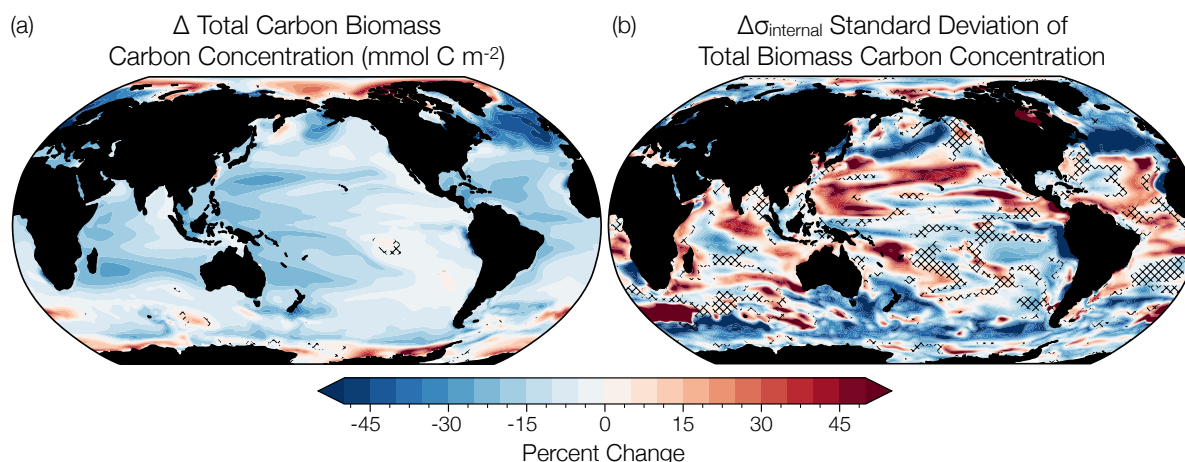 (a)
Δ Total Carbon Biomass
Carbon Concentration (mmol C m-2)
(b)
Δσinternal Standard Deviation of
Total Biomass Carbon Concentration
-45 -30 -15 0 15 30 45
Percent Change